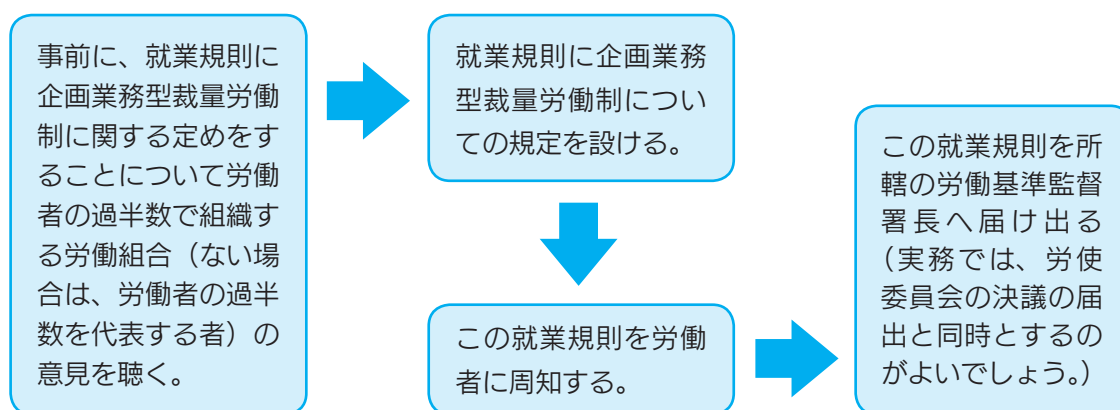 事前に、就業規則に
企画業務型裁量労働
制に関する定めをす
ることについて労働
者の過半数で組織す
る労働組合（ない場
合は、労働者の過半
数を代表する者）の
意見を聴く。
就業規則に企画業務
型裁量労働制につい
ての規定を設ける。
この就業規則を労働
者に周知する。
この就業規則を所
轄の労働基準監督
署長へ届け出る
（実務では、労使
委員会の決議の届
出と同時とするの
がよいでしょう。）